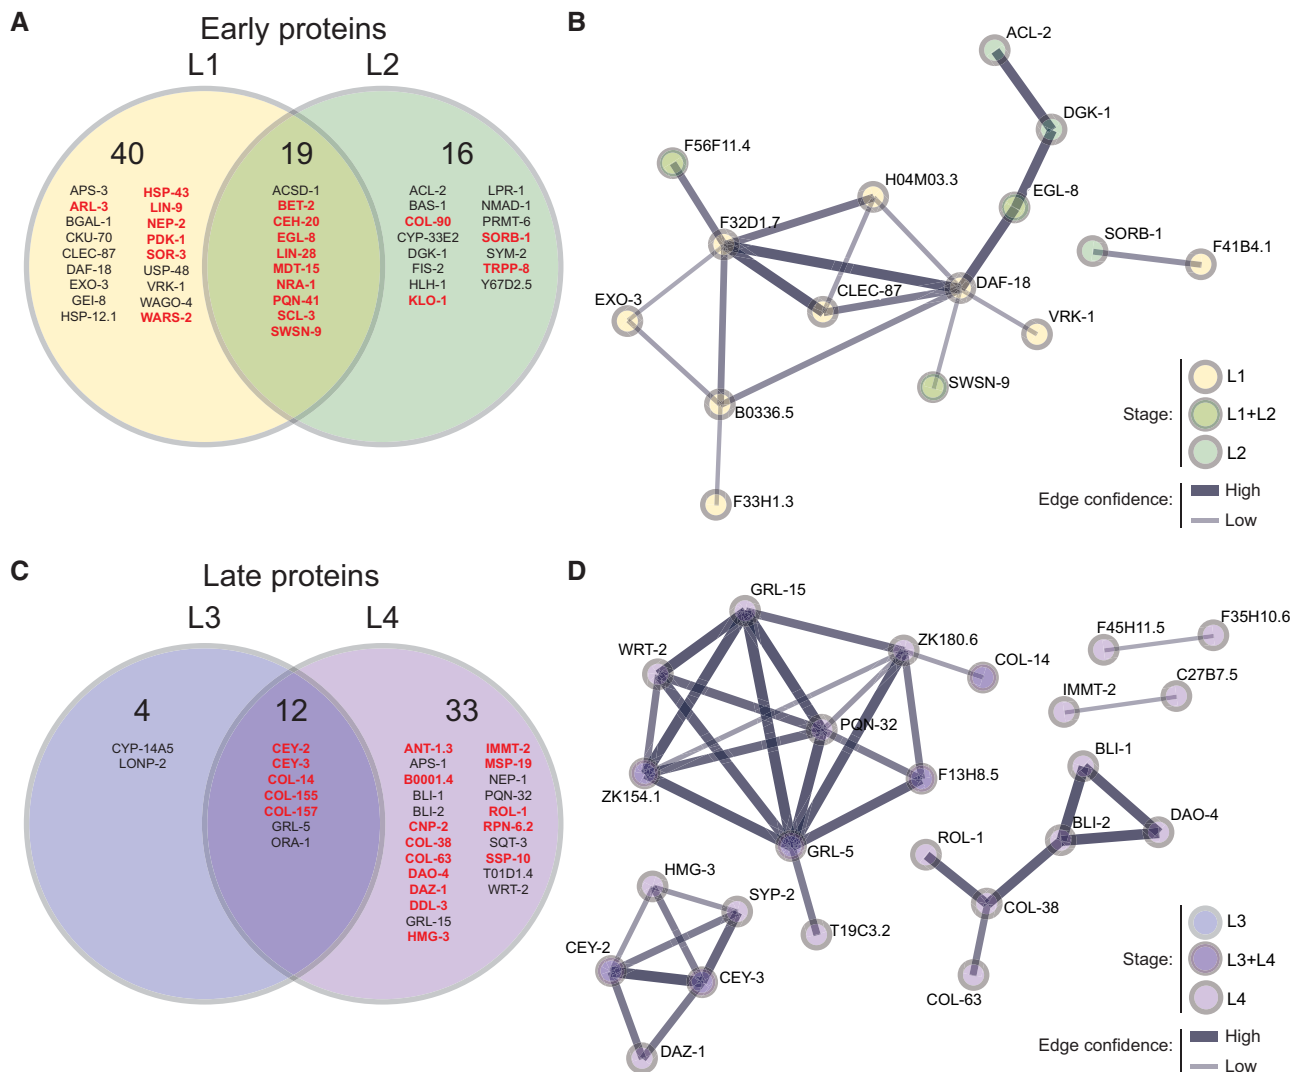 A
Early proteins
L1
L2
40
19
16
APS-3
ARL-3
BGAL-1
CKU-70
CLEC-87
DAF-18
EXO-3
GEI-8
HSP-12.1
HSP-43
LIN-9
NEP-2
PDK-1
SOR-3
USP-48
VRK-1
WAGO-4
WARS-2
ACSD-1
BET-2
CEH-20
EGL-8
LIN-28
MDT-15
NRA-1
PQN-41
SCL-3
SWSN-9
ACL-2
BAS-1
COL-90
CYP-33E2
DGK-1
FIS-2
HLH-1
KLO-1
LPR-1
NMAD-1
PRMT-6
SORB-1
SYM-2
TRPP-8
Y67D2.5
B
ACL-2
DGK-1
F56F11.4
H04M03.3
EGL-8
F32D1.7
SORB-1
F41B4.1
EXO-3
CLEC-87
DAF-18
VRK-1
SWSN-9
B0336.5
F33H1.3
Stage:
L1
L1+L2
L2
Edge confidence:
High
Low
C
Late proteins
L3
L4
4
12
33
CYP-14A5
LONP-2
CEY-2
CEY-3
COL-14
COL-155
COL-157
GRL-5
ORA-1
ANT-1.3
APS-1
B0001.4
BLI-1
BLI-2
CNP-2
COL-38
COL-63
DAO-4
DAZ-1
DDL-3
GRL-15
HMG-3
IMMT-2
MSP-19
NEP-1
PQN-32
ROL-1
RPN-6.2
SQT-3
SSP-10
T01D1.4
WRT-2
D
GRL-15
WRT-2
ZK180.6
COL-14
F45H11.5
F35H10.6
IMMT-2
C27B7.5
PQN-32
ZK154.1
F13H8.5
GRL-5
T19C3.2
BLI-1
BLI-2
DAO-4
ROL-1
COL-38
COL-63
HMG-3
SYP-2
CEY-2
CEY-3
DAZ-1
Stage:
L3
L3+L4
L4
Edge confidence:
High
Low